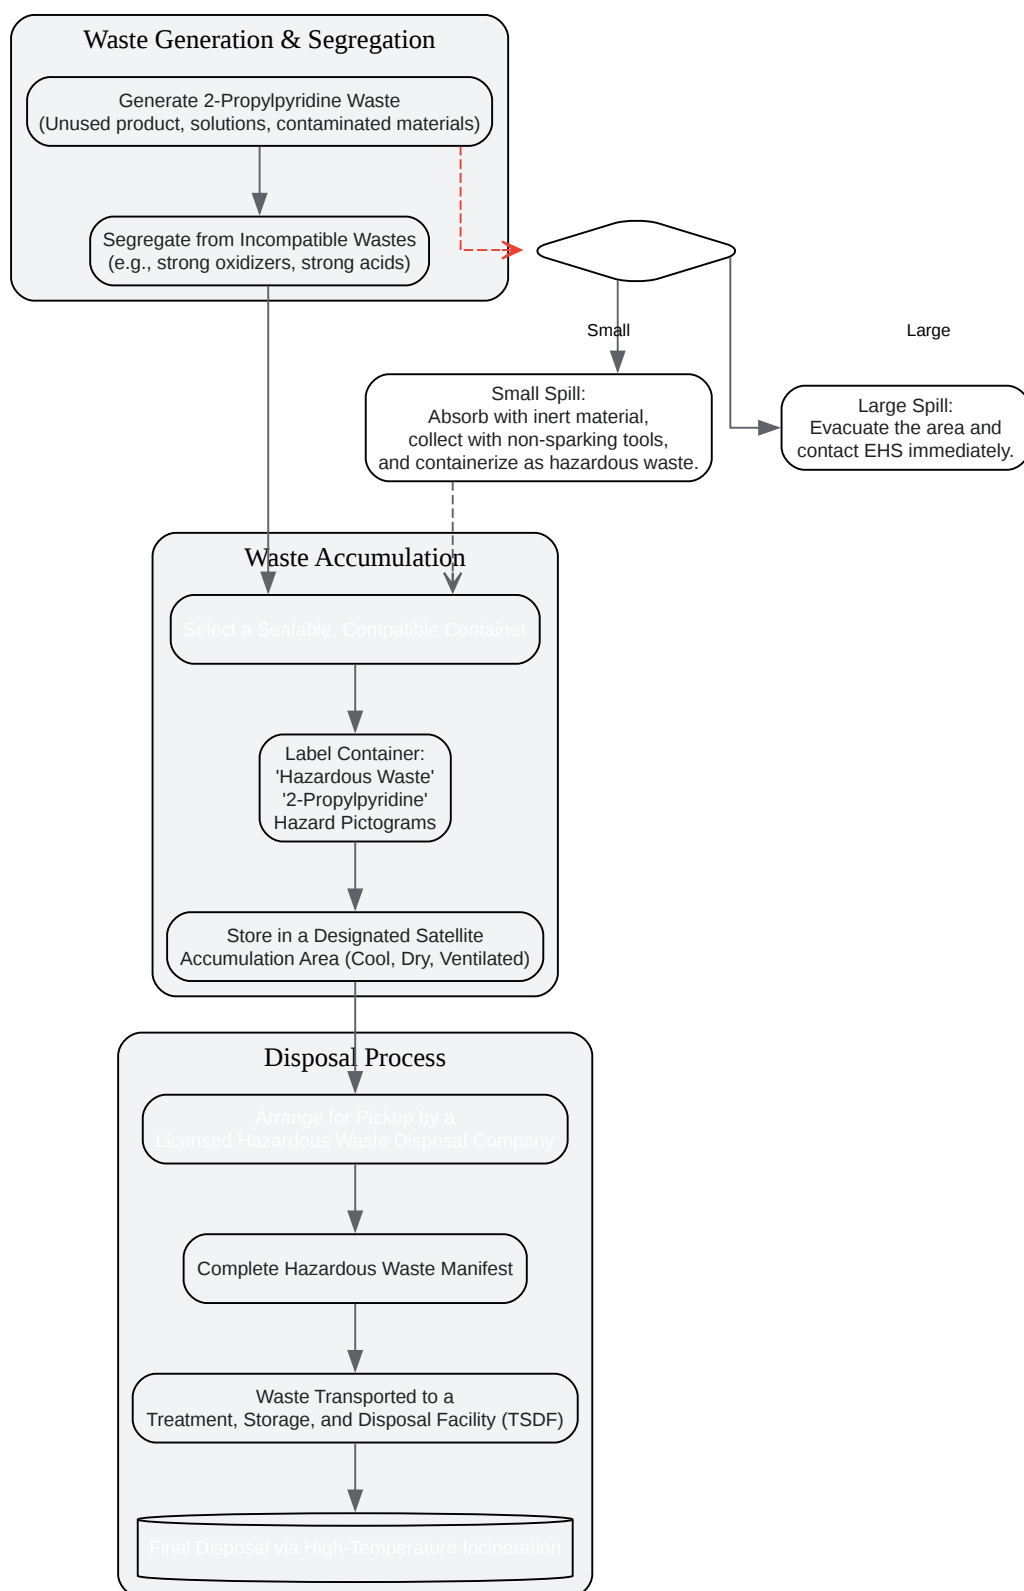 Waste Generation & Segregation
Generate 2-Propylpyridine Waste
(Unused product, solutions, contaminated materials)
Segregate from Incompatible Wastes
(e.g., strong oxidizers, strong acids)
Small
Large
Small Spill:
Absorb with inert material,
collect with non-sparking tools,
and containerize as hazardous waste.
Large Spill:
Evacuate the area and
contact EHS immediately.
Waste Accumulation
Select a Sealable, Compatible Container
Label Container:
'Hazardous Waste'
'2-Propylpyridine'
Hazard Pictograms
Store in a Designated Satellite
Accumulation Area (Cool, Dry, Ventilated)
Disposal Process
Arrange for Pickup by a
Licensed Hazardous Waste Disposal Company
Complete Hazardous Waste Manifest
Waste Transported to a
Treatment, Storage, and Disposal Facility (TSDF)
Final Disposal via High-Temperature Incineration